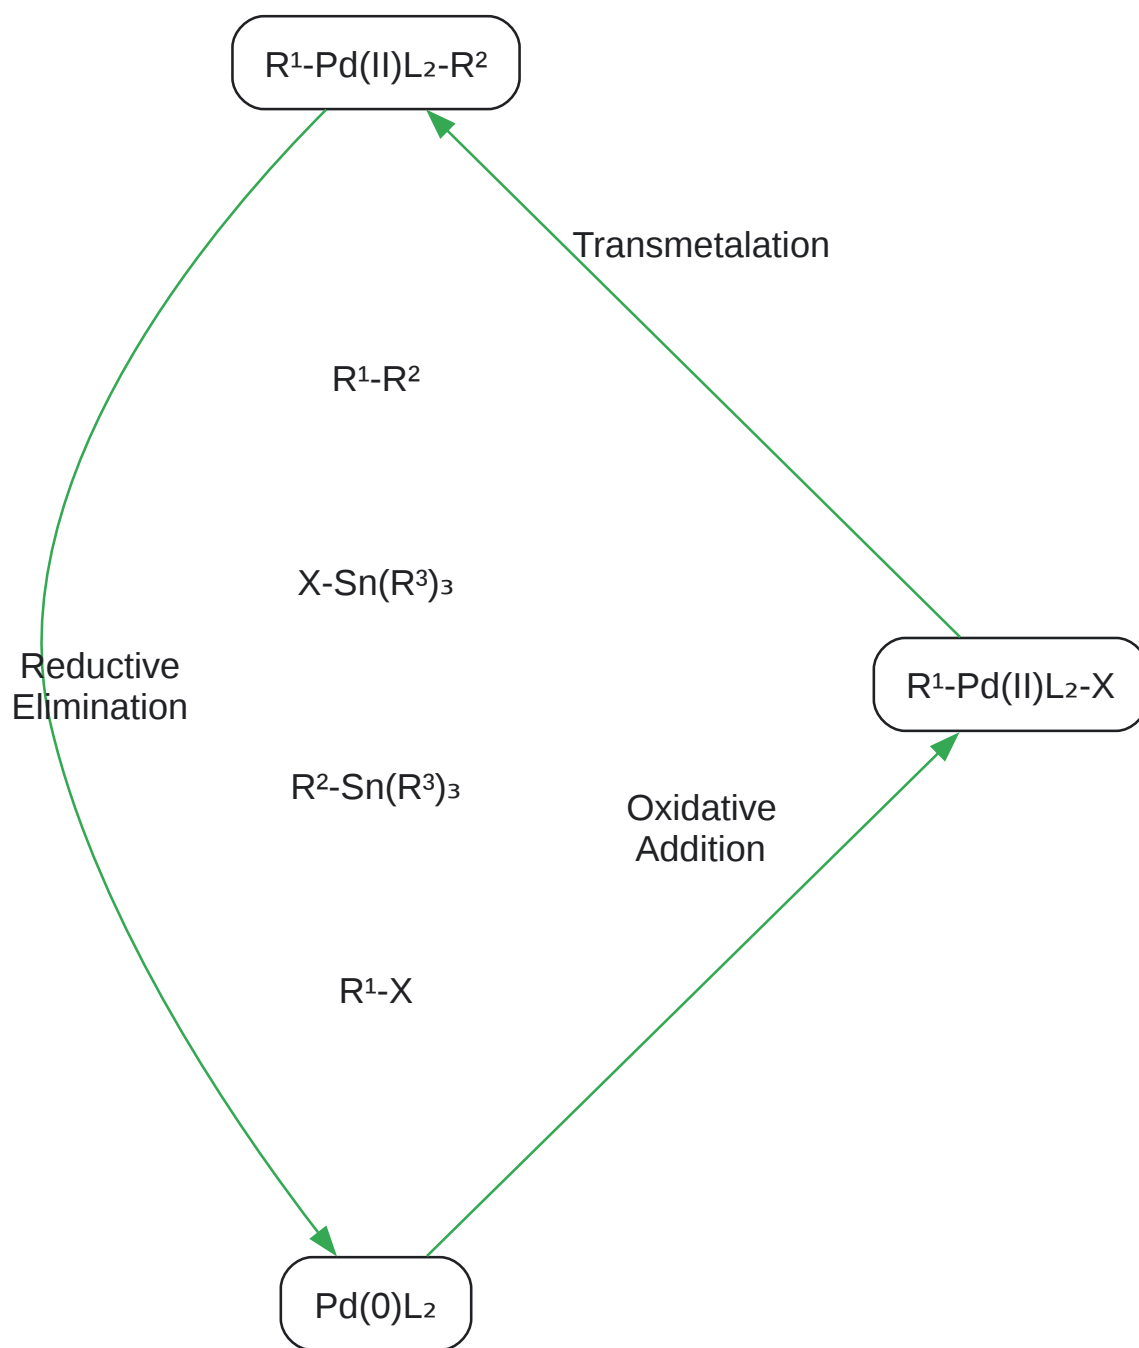 R¹-Pd(II)L₂-R²
Transmetalation
R¹-R²
X-Sn(R³)₃
Reductive
Elimination
R¹-Pd(II)L₂-X
R²-Sn(R³)₃
Oxidative
Addition
R¹-X
Pd(0)L₂